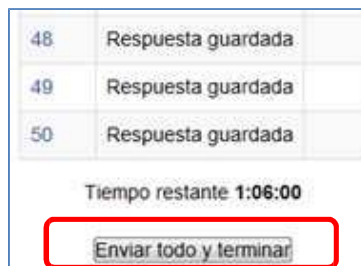 48 Respuesta guardada
49 Respuesta guardada
50 Respuesta guardada
Tiempo restante 1:06:00
Enviar todo y terminar